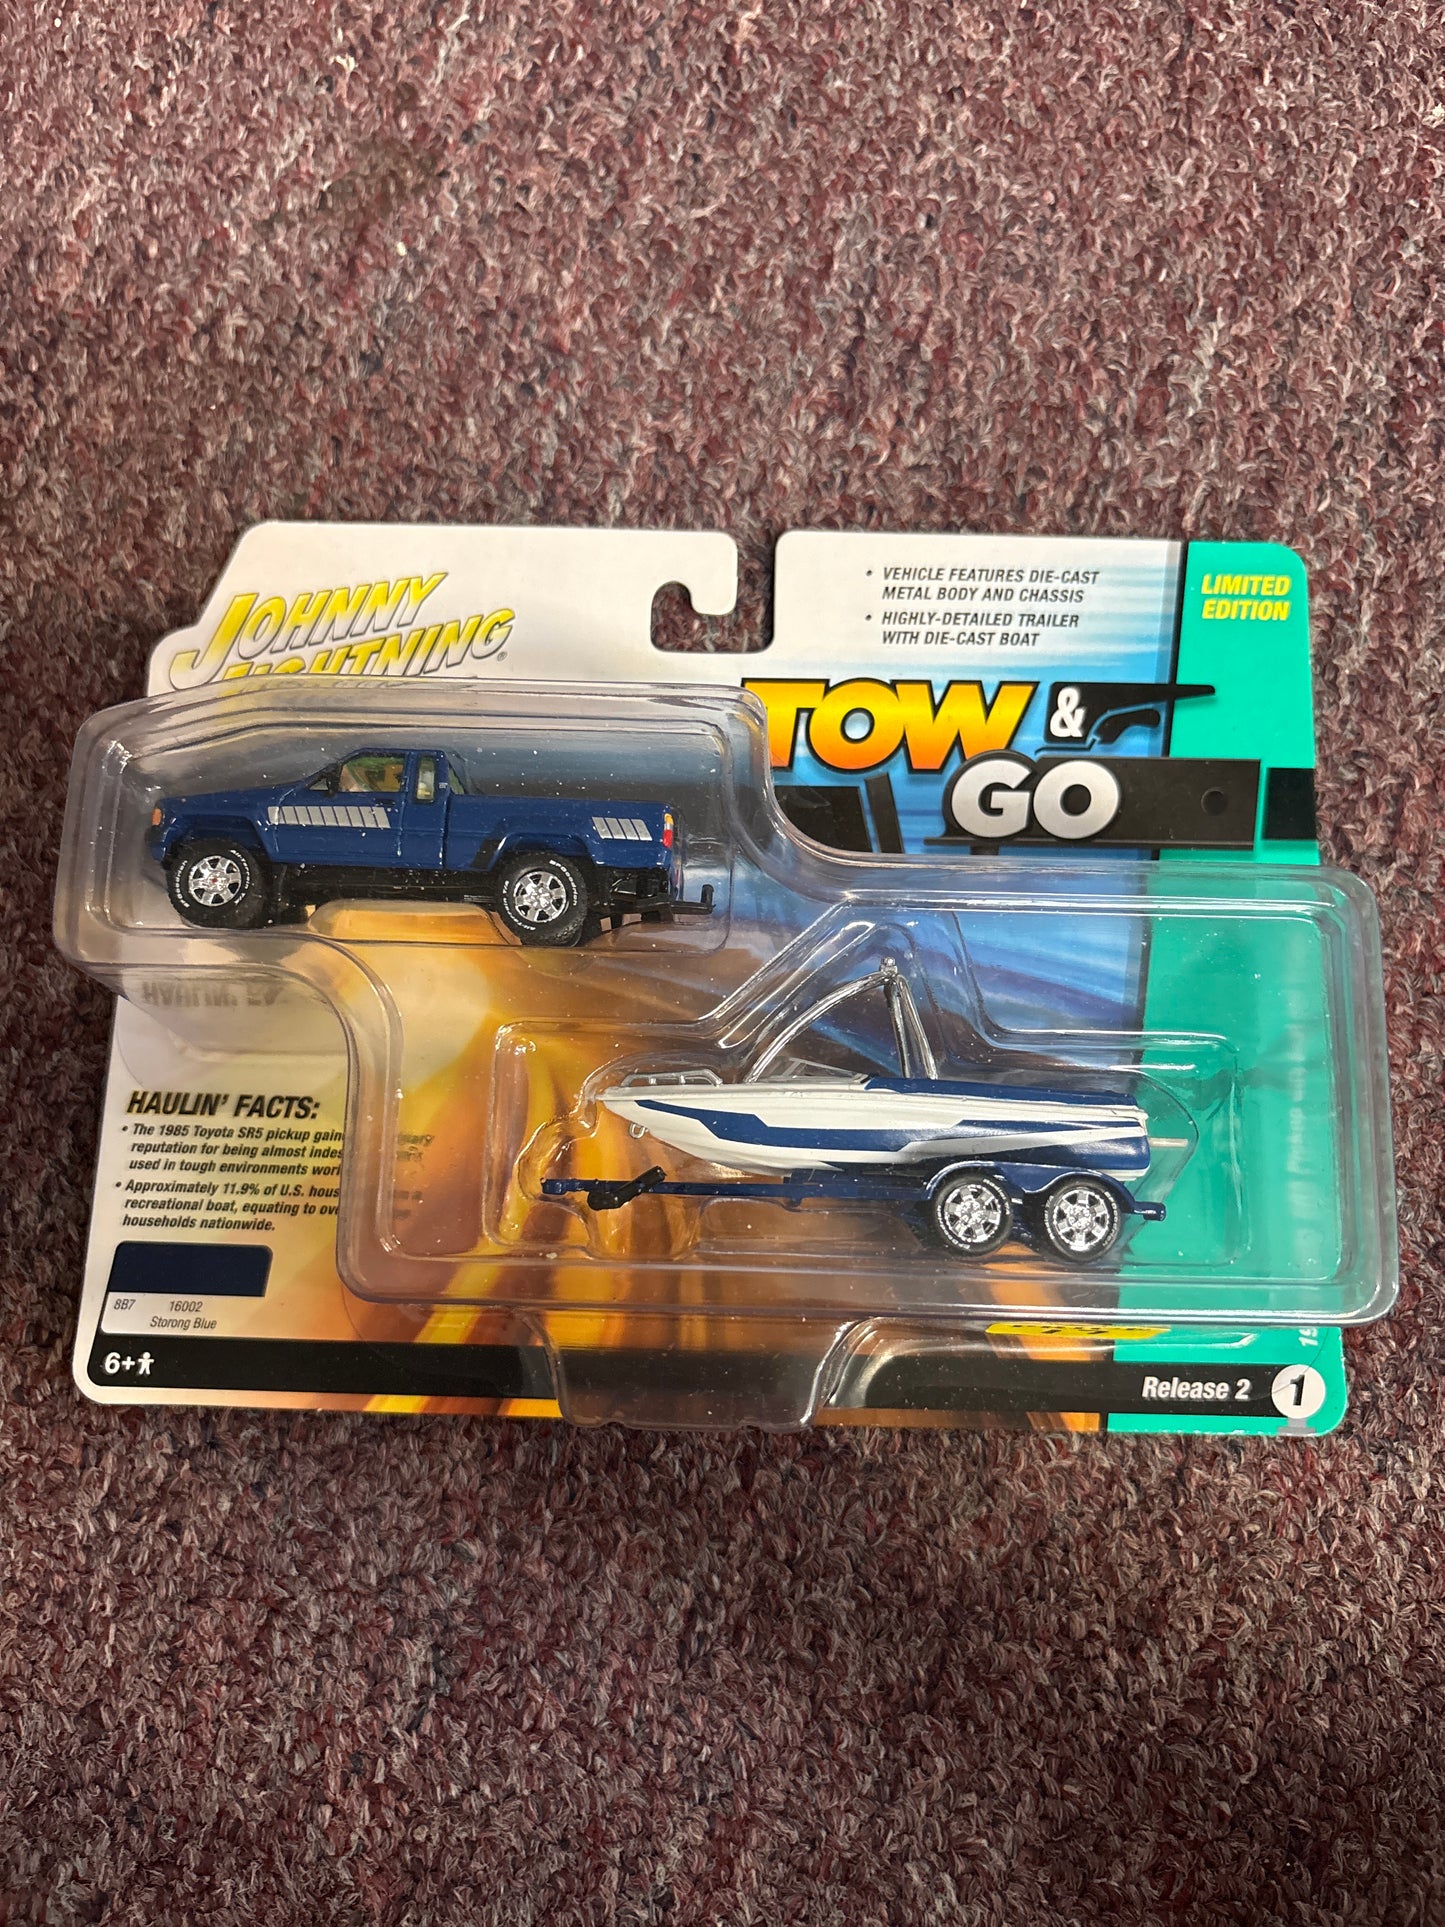 JOHNNY
LIGHTNING®
• VEHICLE FEATURES DIE-CAST
METAL BODY AND CHASSIS
• HIGHLY-DETAILED TRAILER
WITH DIE-CAST BOAT
LIMITED
EDITION
TOW &
GO
HAULIN' FACTS:
• The 1985 Toyota SR5 pickup gain
reputation for being almost indes
used in tough environments worl
• Approximately 11.9% of U.S. hous
recreational boat, equating to ove
households nationwide.
8B7 16002
Storong Blue
6+
Release 2 1